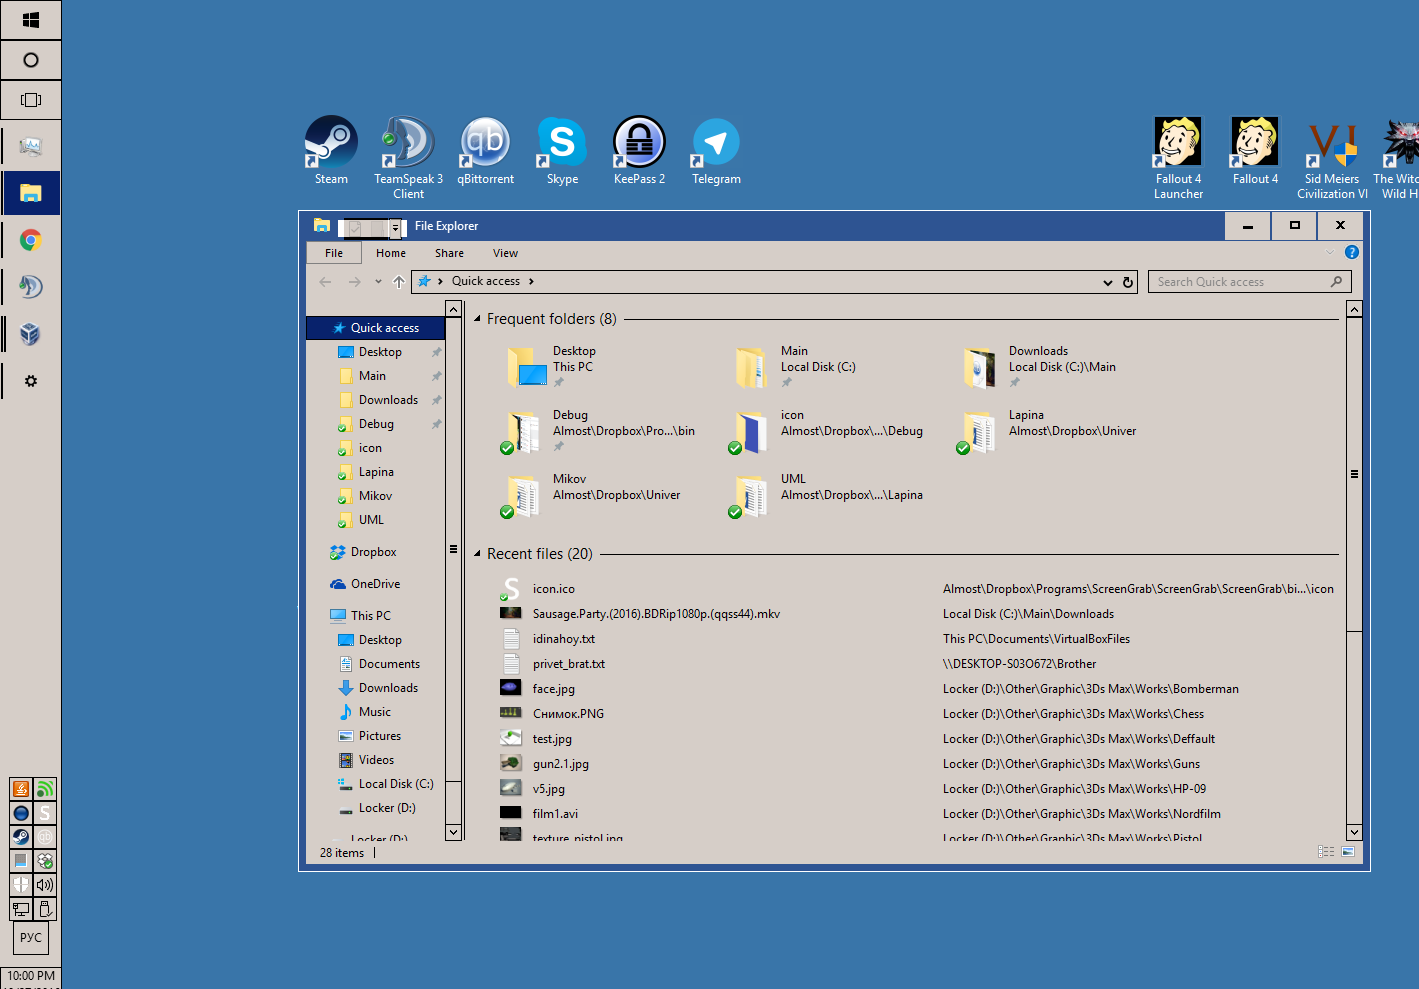 Steam
TeamSpeak 3
Client
qBittorrent
Skype
KeePass 2
Telegram
Fallout 4
Launcher
Fallout 4
Sid Meiers
Civilization VI
The Witc
Wild H
File Explorer
File
Home
Share
View
Quick access
Search Quick access
Quick access
Desktop
Main
Downloads
Debug
icon
Lapina
Mikov
UML
Dropbox
OneDrive
This PC
Desktop
Documents
Downloads
Music
Pictures
Videos
Local Disk (C:)
Locker (D:)
Locker (D:)
Frequent folders (8)
Desktop
This PC
Main
Local Disk (C:)
Downloads
Local Disk (C:)\Main
Debug
Almost\Dropbox\Pro...\bin
icon
Almost\Dropbox\...\Debug
Lapina
Almost\Dropbox\Univer
Mikov
Almost\Dropbox\Univer
UML
Almost\Dropbox\...\Lapina
Recent files (20)
icon.ico Almost\Dropbox\Programs\ScreenGrab\ScreenGrab\ScreenGrab\bi...\icon
Sausage.Party.(2016).BDRip1080p.(qqss44).mkv Local Disk (C:)\Main\Downloads
idinahoy.txt This PC\Documents\VirtualBoxFiles
privet_brat.txt \\DESKTOP-S03O672\Brother
face.jpg Locker (D:)\Other\Graphic\3Ds Max\Works\Bomberman
Снимок.PNG Locker (D:)\Other\Graphic\3Ds Max\Works\Chess
test.jpg Locker (D:)\Other\Graphic\3Ds Max\Works\Deffault
gun2.1.jpg Locker (D:)\Other\Graphic\3Ds Max\Works\Guns
v5.jpg Locker (D:)\Other\Graphic\3Ds Max\Works\HP-09
film1.avi Locker (D:)\Other\Graphic\3Ds Max\Works\Nordfilm
texture_pistol.jpg Locker (D:)\Other\Graphic\3Ds Max\Works\Pistol
28 items
РУС
10:00 PM